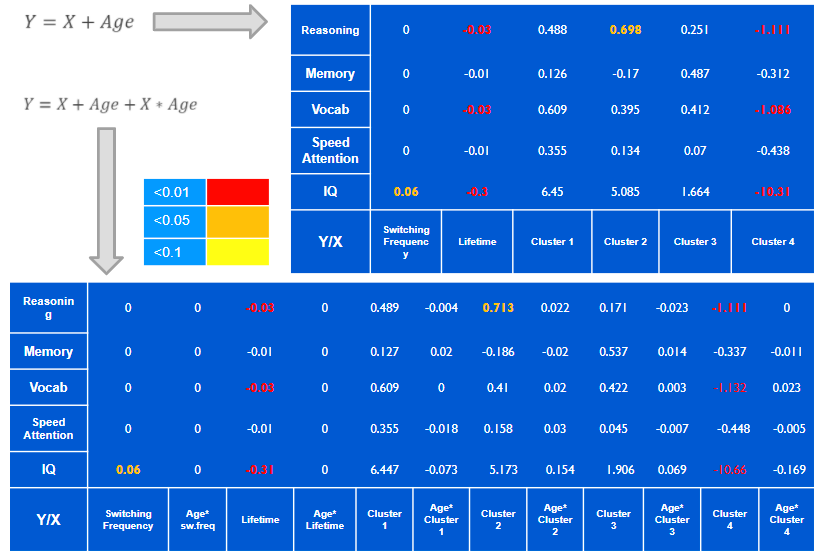 Y = X + Age
Y = X + Age + X * Age
<0.01
<0.05
<0.1
Reasoning 0 -0.03 0.488 0.698 0.251 -1.111
Memory 0 -0.01 0.126 -0.17 0.487 -0.312
Vocab 0 -0.03 0.609 0.395 0.412 -1.086
Speed
Attention 0 -0.01 0.355 0.134 0.07 -0.438
IQ 0.06 -0.3 6.45 5.085 1.664 -10.31
Y/X Switching
Frequenc
y Lifetime Cluster 1 Cluster 2 Cluster 3 Cluster 4
Reasonin
g 0 0 -0.03 0 0.489 -0.004 0.713 0.022 0.171 -0.023 -1.111 0
Memory 0 0 -0.01 0 0.127 0.02 -0.186 -0.02 0.537 0.014 -0.337 -0.011
Vocab 0 0 -0.03 0 0.609 0 0.41 0.02 0.422 0.003 -1.132 0.023
Speed
Attention 0 0 -0.01 0 0.355 -0.018 0.158 0.03 0.045 -0.007 -0.448 -0.005
IQ 0.06 0 -0.31 0 6.447 -0.073 5.173 0.154 1.906 0.069 -10.66 -0.169
Y/X Switching
Frequency Age*
sw.freq Lifetime Age*
Lifetime Cluster
1 Age*
Cluster
1 Cluster
2 Age*
Cluster
2 Cluster
3 Age*
Cluster
3 Cluster
4 Age*
Cluster
4